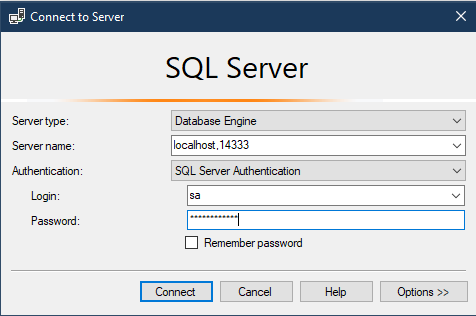 Connect to Server
SQL Server
Server type: Database Engine
Server name: localhost,14333
Authentication: SQL Server Authentication
Login: sa
Password: ************
Remember password
Connect Cancel Help Options >>